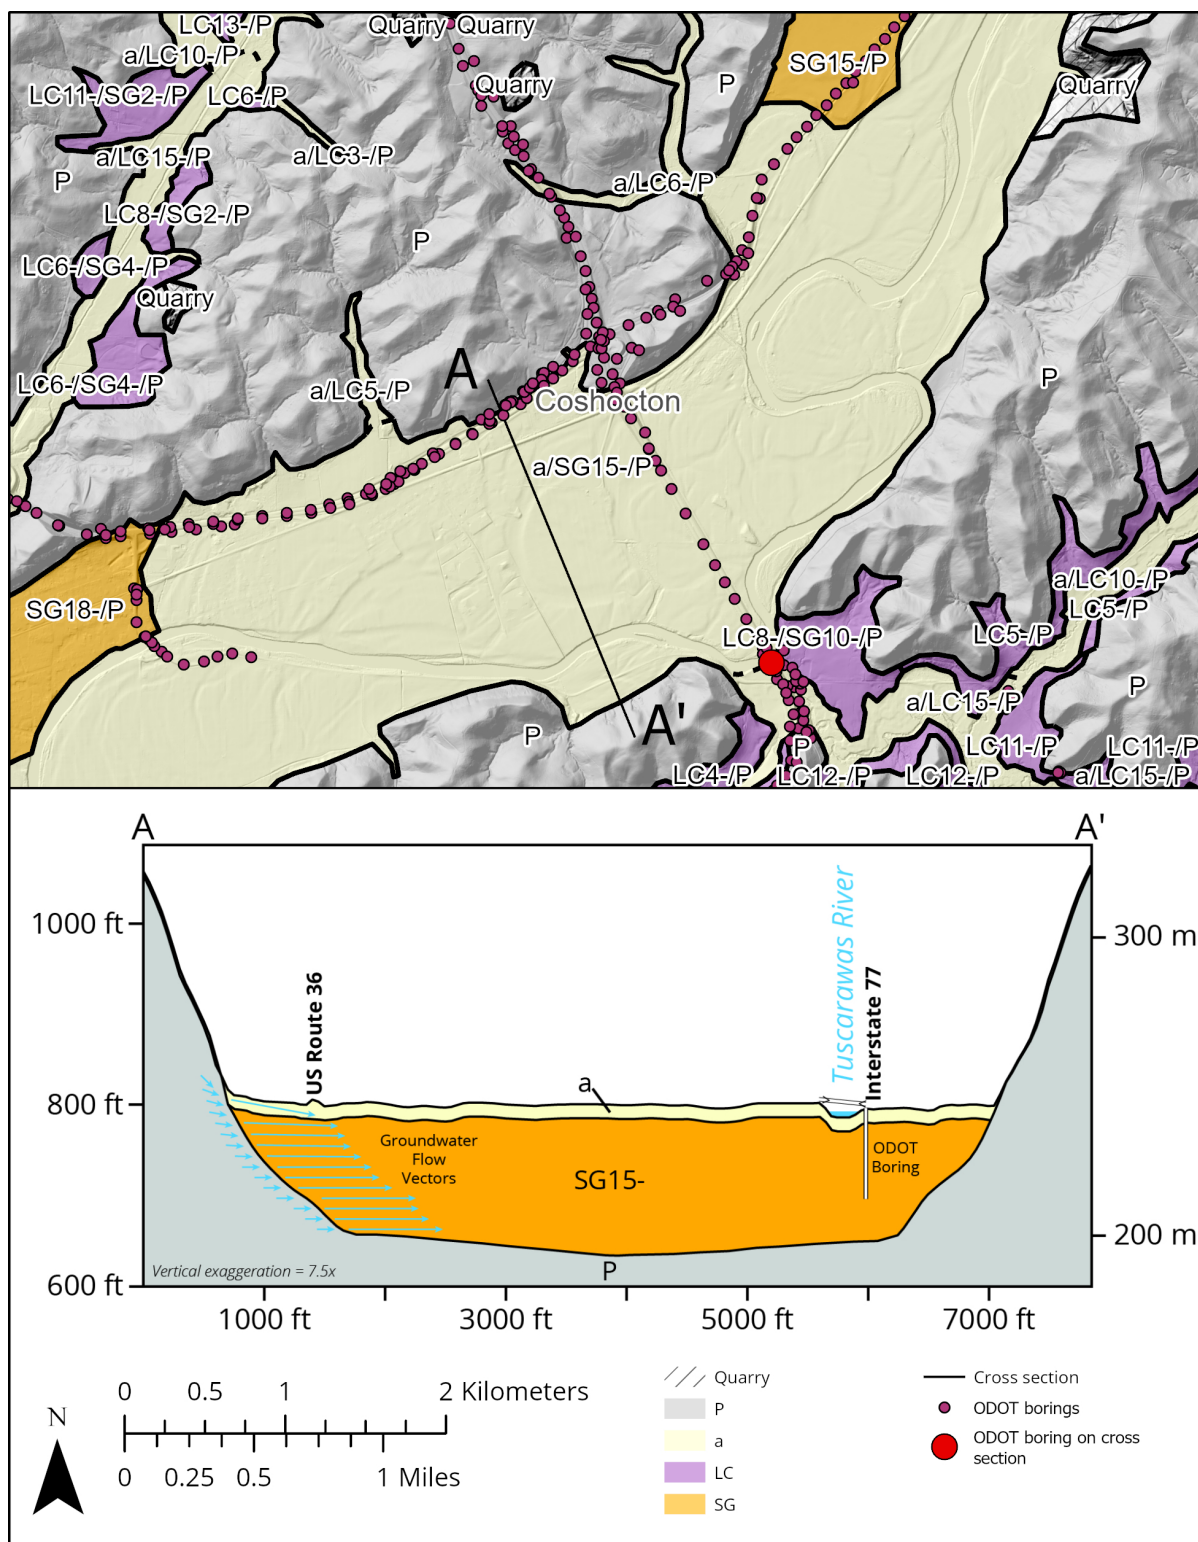 LC13-/P
Quarry
Quarry
a/LC10-/P
SG15-/P
P
Quarry
Quarry
LC11-/SG2-/P
LC6-/P
a/LC15-/P
a/LC3-/P
P
a/LC6-/P
LC8-/SG2-/P
P
LC6-/SG4-/P
Quarry
A
P
LC6-/SG4-/P
a/LC5-/P
Coshocton
a/SG15-/P
a/LC10-/P
SG18-/P
LC5-/P
LC8-/SG10-/P
LC5-/P
P
a/LC15-/P
A'
P
P
LC11-/P
LC11-/P
LC4-/P
LC12-/P
LC12-/P
a/LC15-/P
A
A'
1000 ft
300 m
Tuscarawas River
US Route 36
Interstate 77
a
800 ft
Groundwater
Flow
Vectors
ODOT
Boring
SG15-
200 m
P
Vertical exaggeration = 7.5x
600 ft
1000 ft
3000 ft
5000 ft
7000 ft
0
0.5
1
2 Kilometers
Quarry
Cross section
N
P
ODOT borings
a
ODOT boring on cross
section
0
0.25
0.5
1 Miles
LC
SG